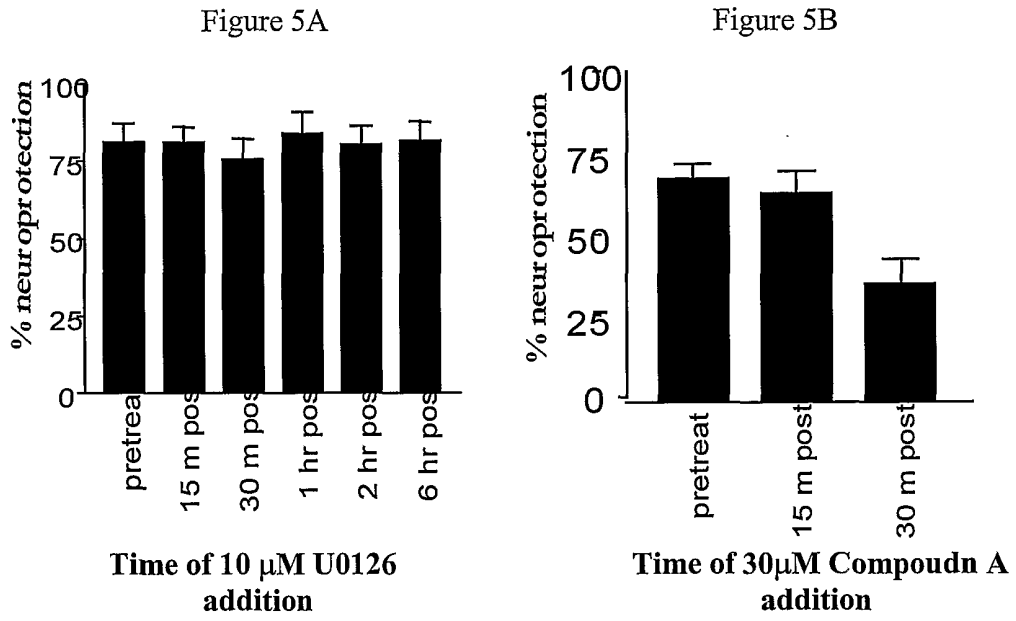 Figure 5A
% neuroprotection
100
75
50
25
0
pretrea
15 m pos
30 m pos
1 hr pos
2 hr pos
6 hr pos
Time of 10 μM U0126
addition
Figure 5B
% neuroprotection
100
75
50
25
0
pretreat
15 m post
30 m post
Time of 30μM Compoudn A
addition